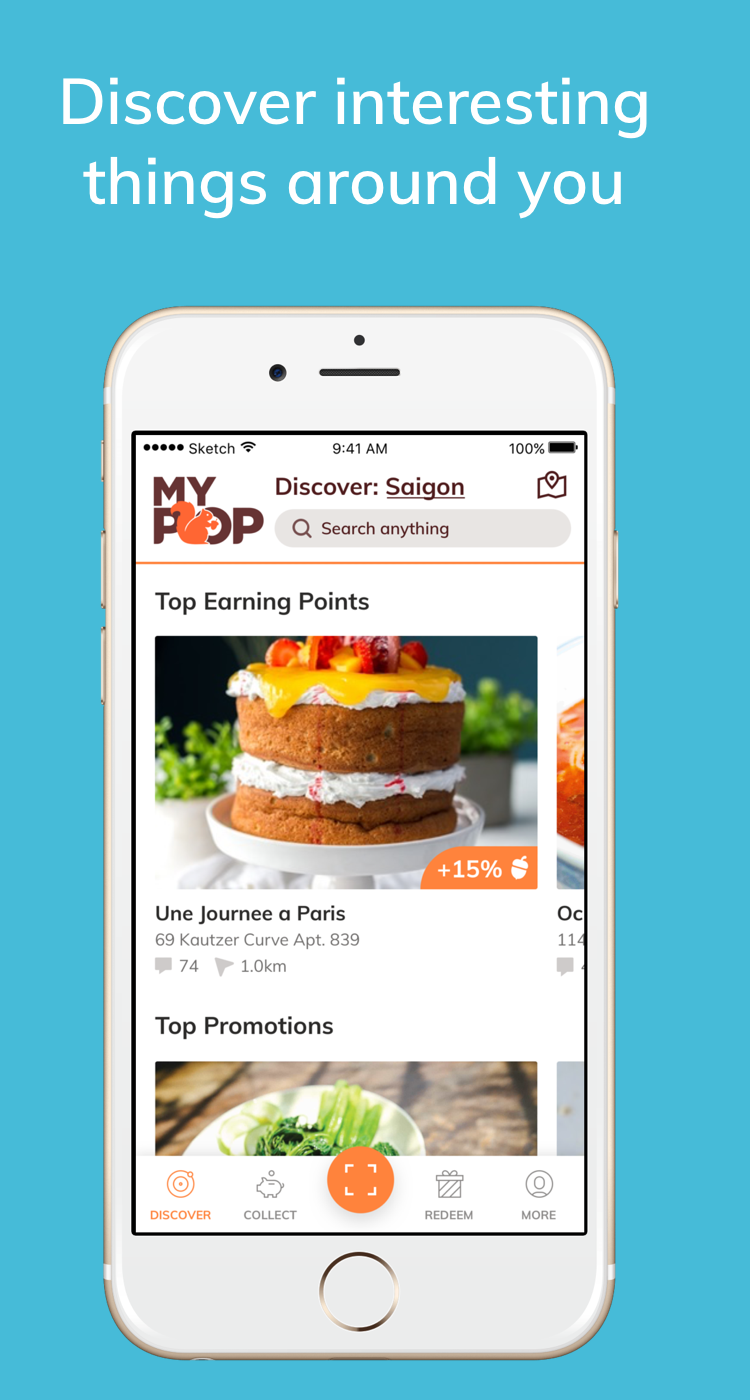 Discover interesting
things around you
Sketch 9:41 AM 100%
MY
POP
Discover: Saigon
Search anything
Top Earning Points
+15%
Une Journee a Paris
69 Kautzer Curve Apt. 839
74 1.0km
Oc
114
Top Promotions
DISCOVER COLLECT REDEEM MORE